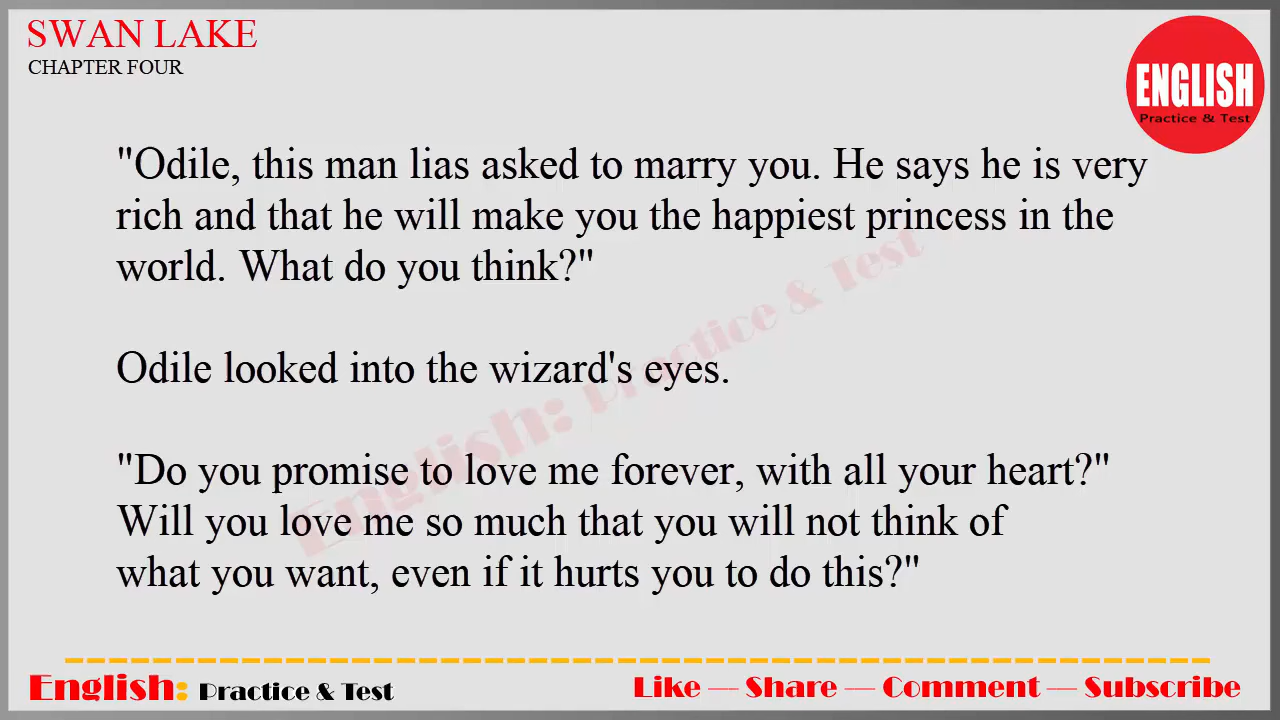 SWAN LAKE
CHAPTER FOUR
ENGLISH
Practice & Test
"Odile, this man lias asked to marry you. He says he is very
rich and that he will make you the happiest princess in the
world. What do you think?"
Odile looked into the wizard's eyes.
"Do you promise to love me forever, with all your heart?"
Will you love me so much that you will not think of
what you want, even if it hurts you to do this?"
English: Practice & Test
English: Practice & Test
Like — Share — Comment — Subscribe